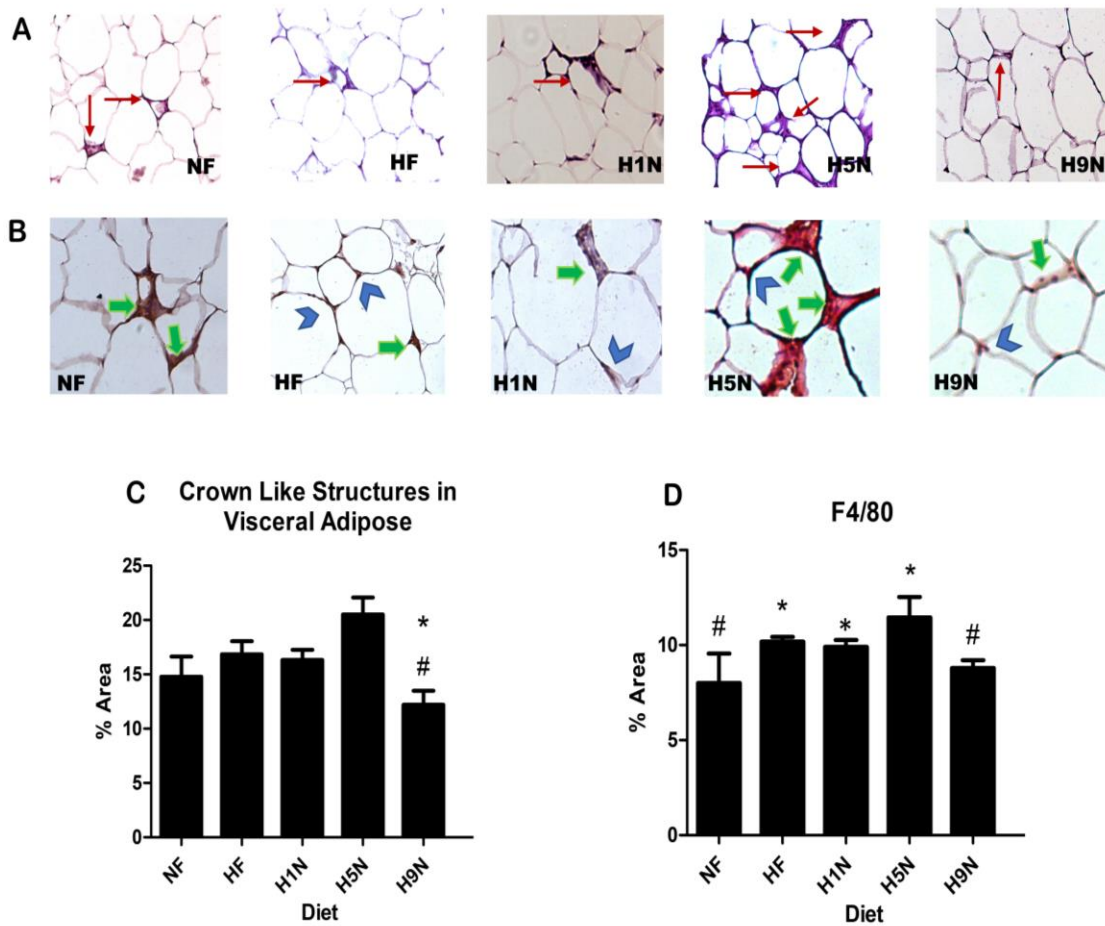 A
NF
HF
H1N
H5N
H9N
B
NF
HF
H1N
H5N
H9N
C Crown Like Structures in
Visceral Adipose
25
20
15
10
5
0
% Area
*
#
NF
HF
H1N
H5N
H9N
Diet
D
F4/80
15
10
5
0
% Area
#
*
*
*
#
NF
HF
H1N
H5N
H9N
Diet